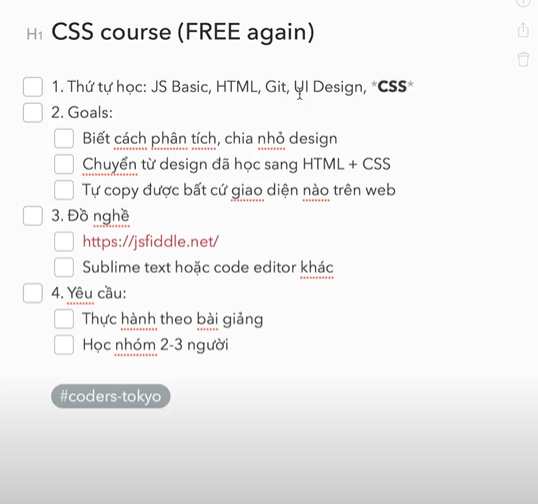 H1 CSS course (FREE again)
1. Thứ tự học: JS Basic, HTML, Git, UI Design, *CSS*
2. Goals:
Biết cách phân tích, chia nhỏ design
Chuyển từ design đã học sang HTML + CSS
Tự copy được bất cứ giao diện nào trên web
3. Đồ nghề
https://jsfiddle.net/
Sublime text hoặc code editor khác
4. Yêu cầu:
Thực hành theo bài giảng
Học nhóm 2-3 người
#coders-tokyo